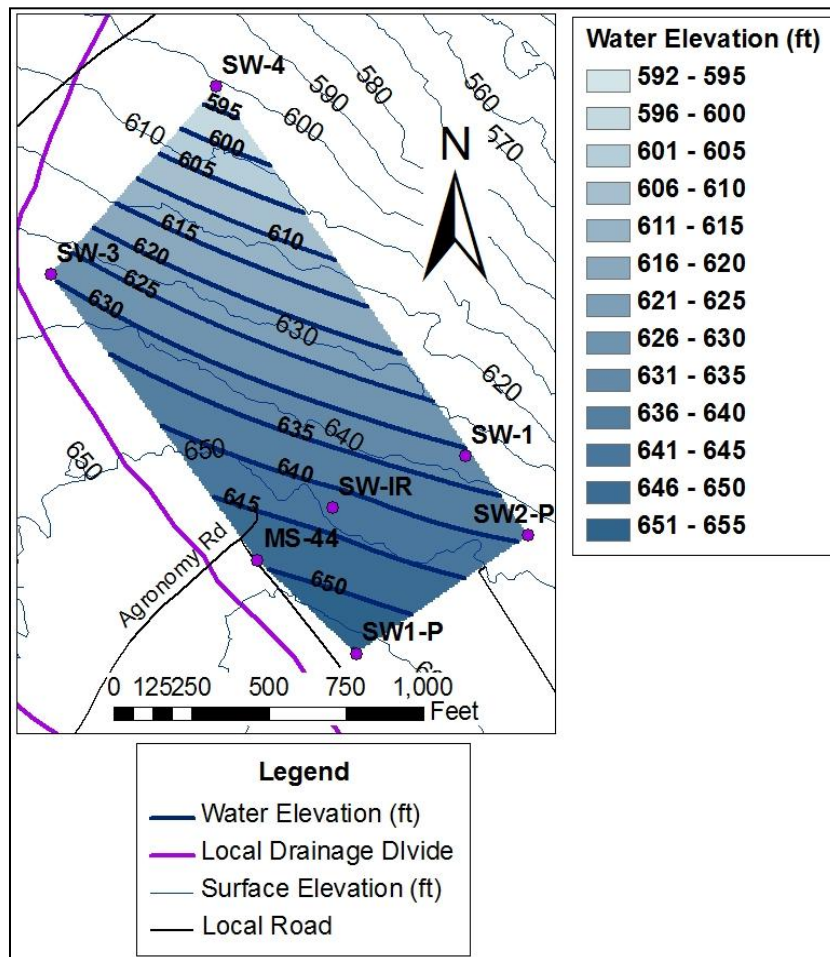 SW-4
595
600
605
610
615
620
625
630
635
640
645
650
590
580
560
570
600
610
630
620
640
650
650
N
SW-3
SW-1
SW-IR
SW2-P
MS-44
SW1-P
Agronomy Rd
0 125 250 500 750 1,000
Feet
Water Elevation (ft)
592 - 595
596 - 600
601 - 605
606 - 610
611 - 615
616 - 620
621 - 625
626 - 630
631 - 635
636 - 640
641 - 645
646 - 650
651 - 655
Legend
Water Elevation (ft)
Local Drainage DIvide
Surface Elevation (ft)
Local Road